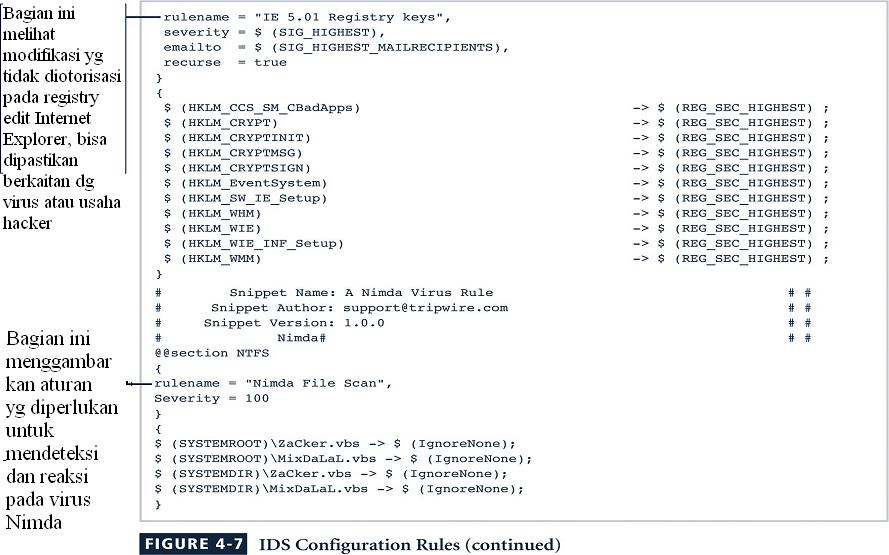 Bagian ini
melihat
modifikasi yg
tidak diotorisasi
pada registry
edit Internet
Explorer, bisa
dipastikan
berkaitan dg
virus atau usaha
hacker
rulename = "IE 5.01 Registry keys",
severity = $ (SIG_HIGHEST),
emailto = $ (SIG_HIGHEST_MAILRECIPIENTS),
recurse = true
}
{
$ (HKLM_CCS_SM_CBadApps) -> $ (REG_SEC_HIGHEST) ;
$ (HKLM_CRYPT) -> $ (REG_SEC_HIGHEST) ;
$ (HKLM_CRYPTINIT) -> $ (REG_SEC_HIGHEST) ;
$ (HKLM_CRYPTMSG) -> $ (REG_SEC_HIGHEST) ;
$ (HKLM_CRYPTSIGN) -> $ (REG_SEC_HIGHEST) ;
$ (HKLM_EventSystem) -> $ (REG_SEC_HIGHEST) ;
$ (HKLM_SW_IE_Setup) -> $ (REG_SEC_HIGHEST) ;
$ (HKLM_WHM) -> $ (REG_SEC_HIGHEST) ;
$ (HKLM_WIE) -> $ (REG_SEC_HIGHEST) ;
$ (HKLM_WIE_INF_Setup) -> $ (REG_SEC_HIGHEST) ;
$ (HKLM_WMM) -> $ (REG_SEC_HIGHEST) ;
}
# Snippet Name: A Nimda Virus Rule # #
# Snippet Author: support@tripwire.com # #
# Snippet Version: 1.0.0 # #
# Nimda# # #
@@section NTFS
{
rulename = "Nimda File Scan",
Severity = 100
}
{
$ (SYSTEMROOT)\ZaCker.vbs -> $ (IgnoreNone);
$ (SYSTEMROOT)\MixDaLaL.vbs -> $ (IgnoreNone);
$ (SYSTEMDIR)\ZaCker.vbs -> $ (IgnoreNone);
$ (SYSTEMDIR)\MixDaLaL.vbs -> $ (IgnoreNone);
}
Bagian ini
menggambar
kan aturan
yg diperlukan
untuk
mendeteksi
dan reaksi
pada virus
Nimda
FIGURE 4-7 IDS Configuration Rules (continued)